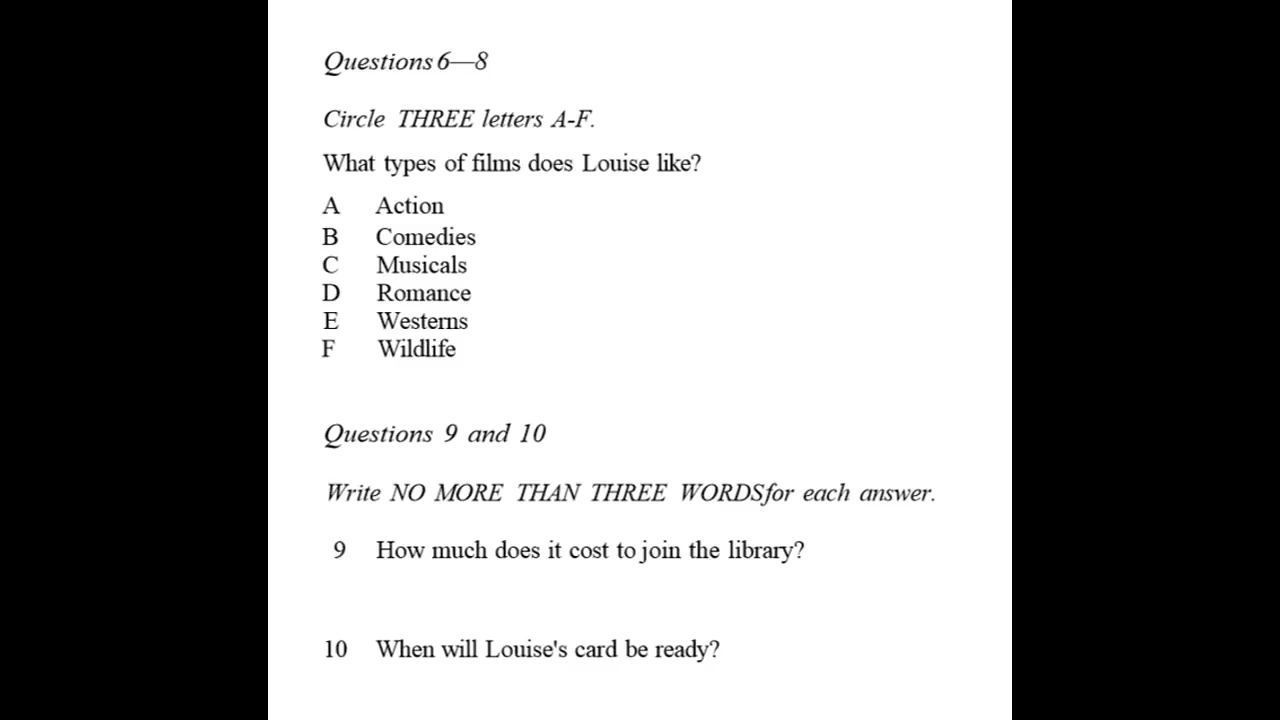 Questions 6—8
Circle THREE letters A-F.
What types of films does Louise like?
A Action
B Comedies
C Musicals
D Romance
E Westerns
F Wildlife
Questions 9 and 10
Write NO MORE THAN THREE WORDSfor each answer.
9 How much does it cost to join the library?
10 When will Louise's card be ready?